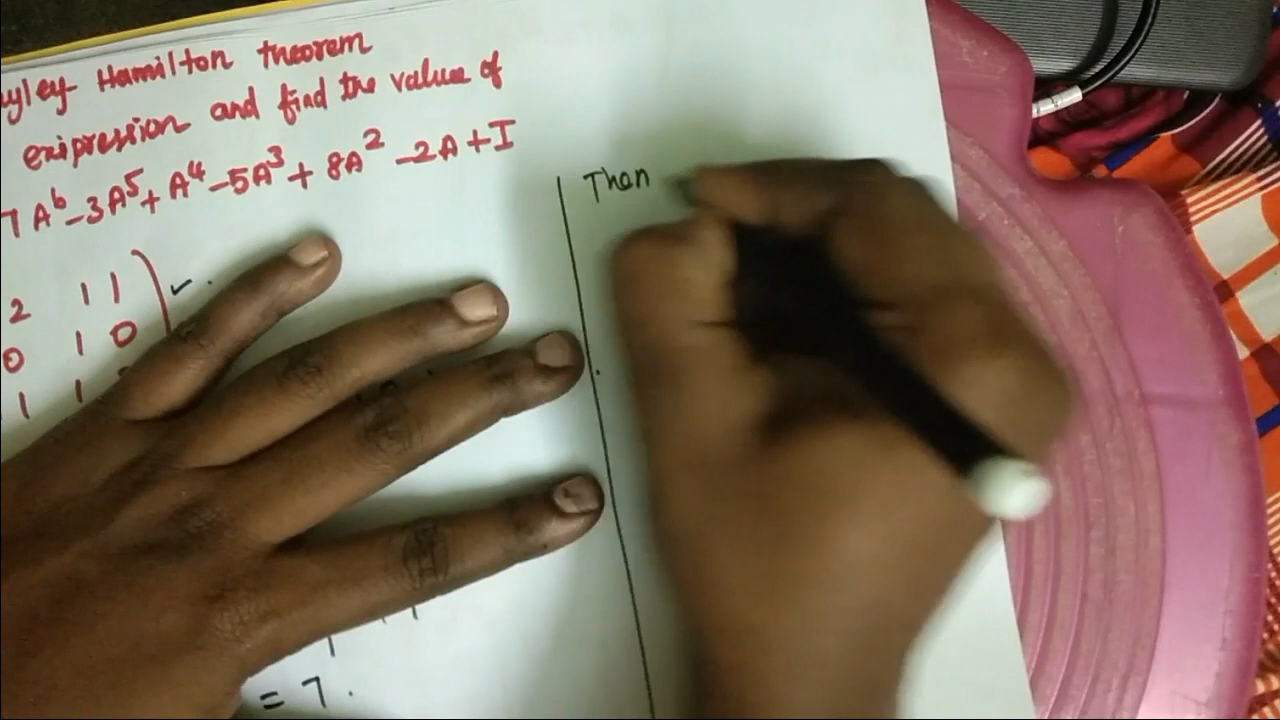 yley Hamilton theorem
exipression and find the value of
7A⁶-3A⁵+A⁴-5A³+8A²-2A+I
2 1 1
0 1 0
1 1
= 7.
Then